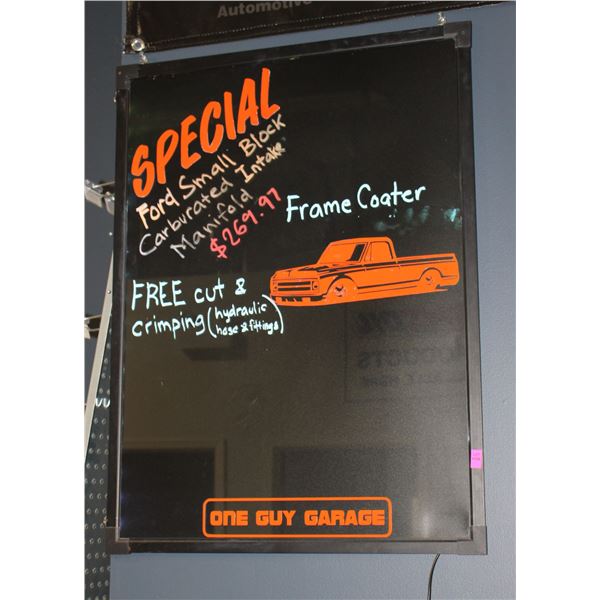 Automotive
SPECIAL
Ford Small Block
Carburated Intake
Manifold
$269.97
Frame Coater
FREE cut &
crimping (hydraulic
hose & fittings)
ONE GUY GARAGE